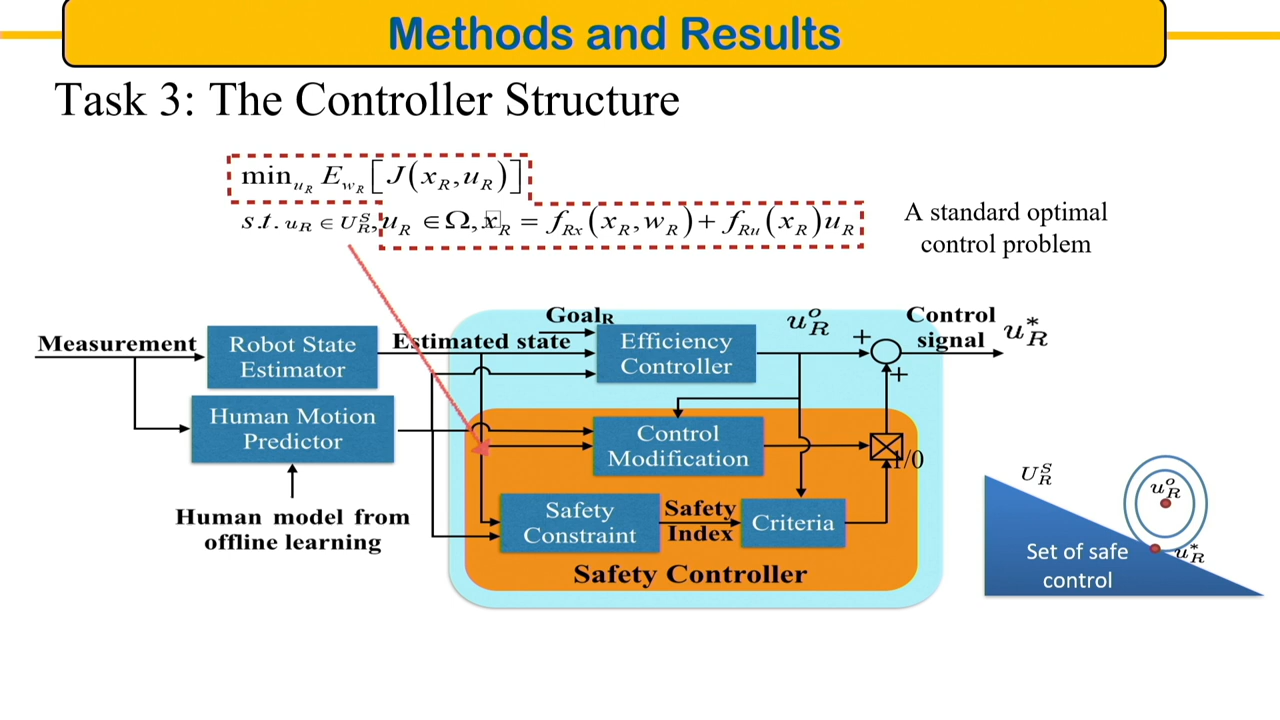 Methods and Results
Task 3: The Controller Structure
min_{u_R} E_{w_R} [J(x_R, u_R)]
s.t. u_R ∈ U_R^S, u_R ∈ Ω, ẋ_R = f_{Rx}(x_R, w_R) + f_{Ru}(x_R)u_R
A standard optimal
control problem
Measurement
Robot State
Estimator
Human Motion
Predictor
Human model from
offline learning
Estimated state
Goal_R
Efficiency
Controller
u_R^o
+
+
Control
signal
u_R^*
Control
Modification
1/0
Safety
Constraint
Safety
Index
Criteria
Safety Controller
U_R^S
u_R^o
u_R^*
Set of safe
control